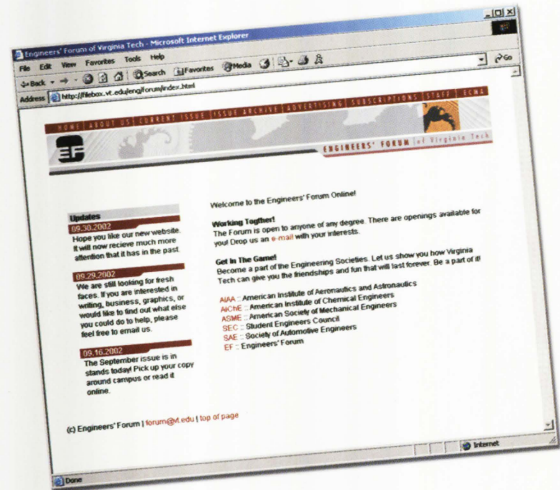 Engineers' Forum of Virginia Tech - Microsoft Internet Explorer
File Edit View Favorites Tools Help
Back Search Favorites Media
Address http://filebox.vt.edu/eng/forum/index.html Go
HOME | ABOUT US | CURRENT ISSUE | ISSUE ARCHIVE | ADVERTISING | SUBSCRIPTIONS | STAFF | ECMA
EF
ENGINEERS' FORUM | of Virginia Tech
Updates
09.30.2002
Hope you like our new website.
It will now recieve much more
attention that it has in the past.
09.29.2002
We are still looking for fresh
faces. If you are interested in
writing, business, graphics, or
would like to find out what else
you could do to help, please
feel free to email us.
09.16.2002
The September issue is in
stands today! Pick up your copy
around campus or read it
online.
Welcome to the Engineers' Forum Online!
Working Togther!
The Forum is open to anyone of any degree. There are openings available for
you! Drop us an e-mail with your interests.
Get In The Game!
Become a part of the Engineering Societies. Let us show you how Virginia
Tech can give you the friendships and fun that will last forever. Be a part of it!
AIAA :: American Institute of Aeronautics and Astronautics
AIChE :: American Institute of Chemical Engineers
ASME :: American Society of Mechanical Engineers
SEC :: Student Engineers Council
SAE :: Society of Automotive Engineers
EF :: Engineers' Forum
(c) Engineers' Forum | forum@vt.edu | top of page
Done Internet